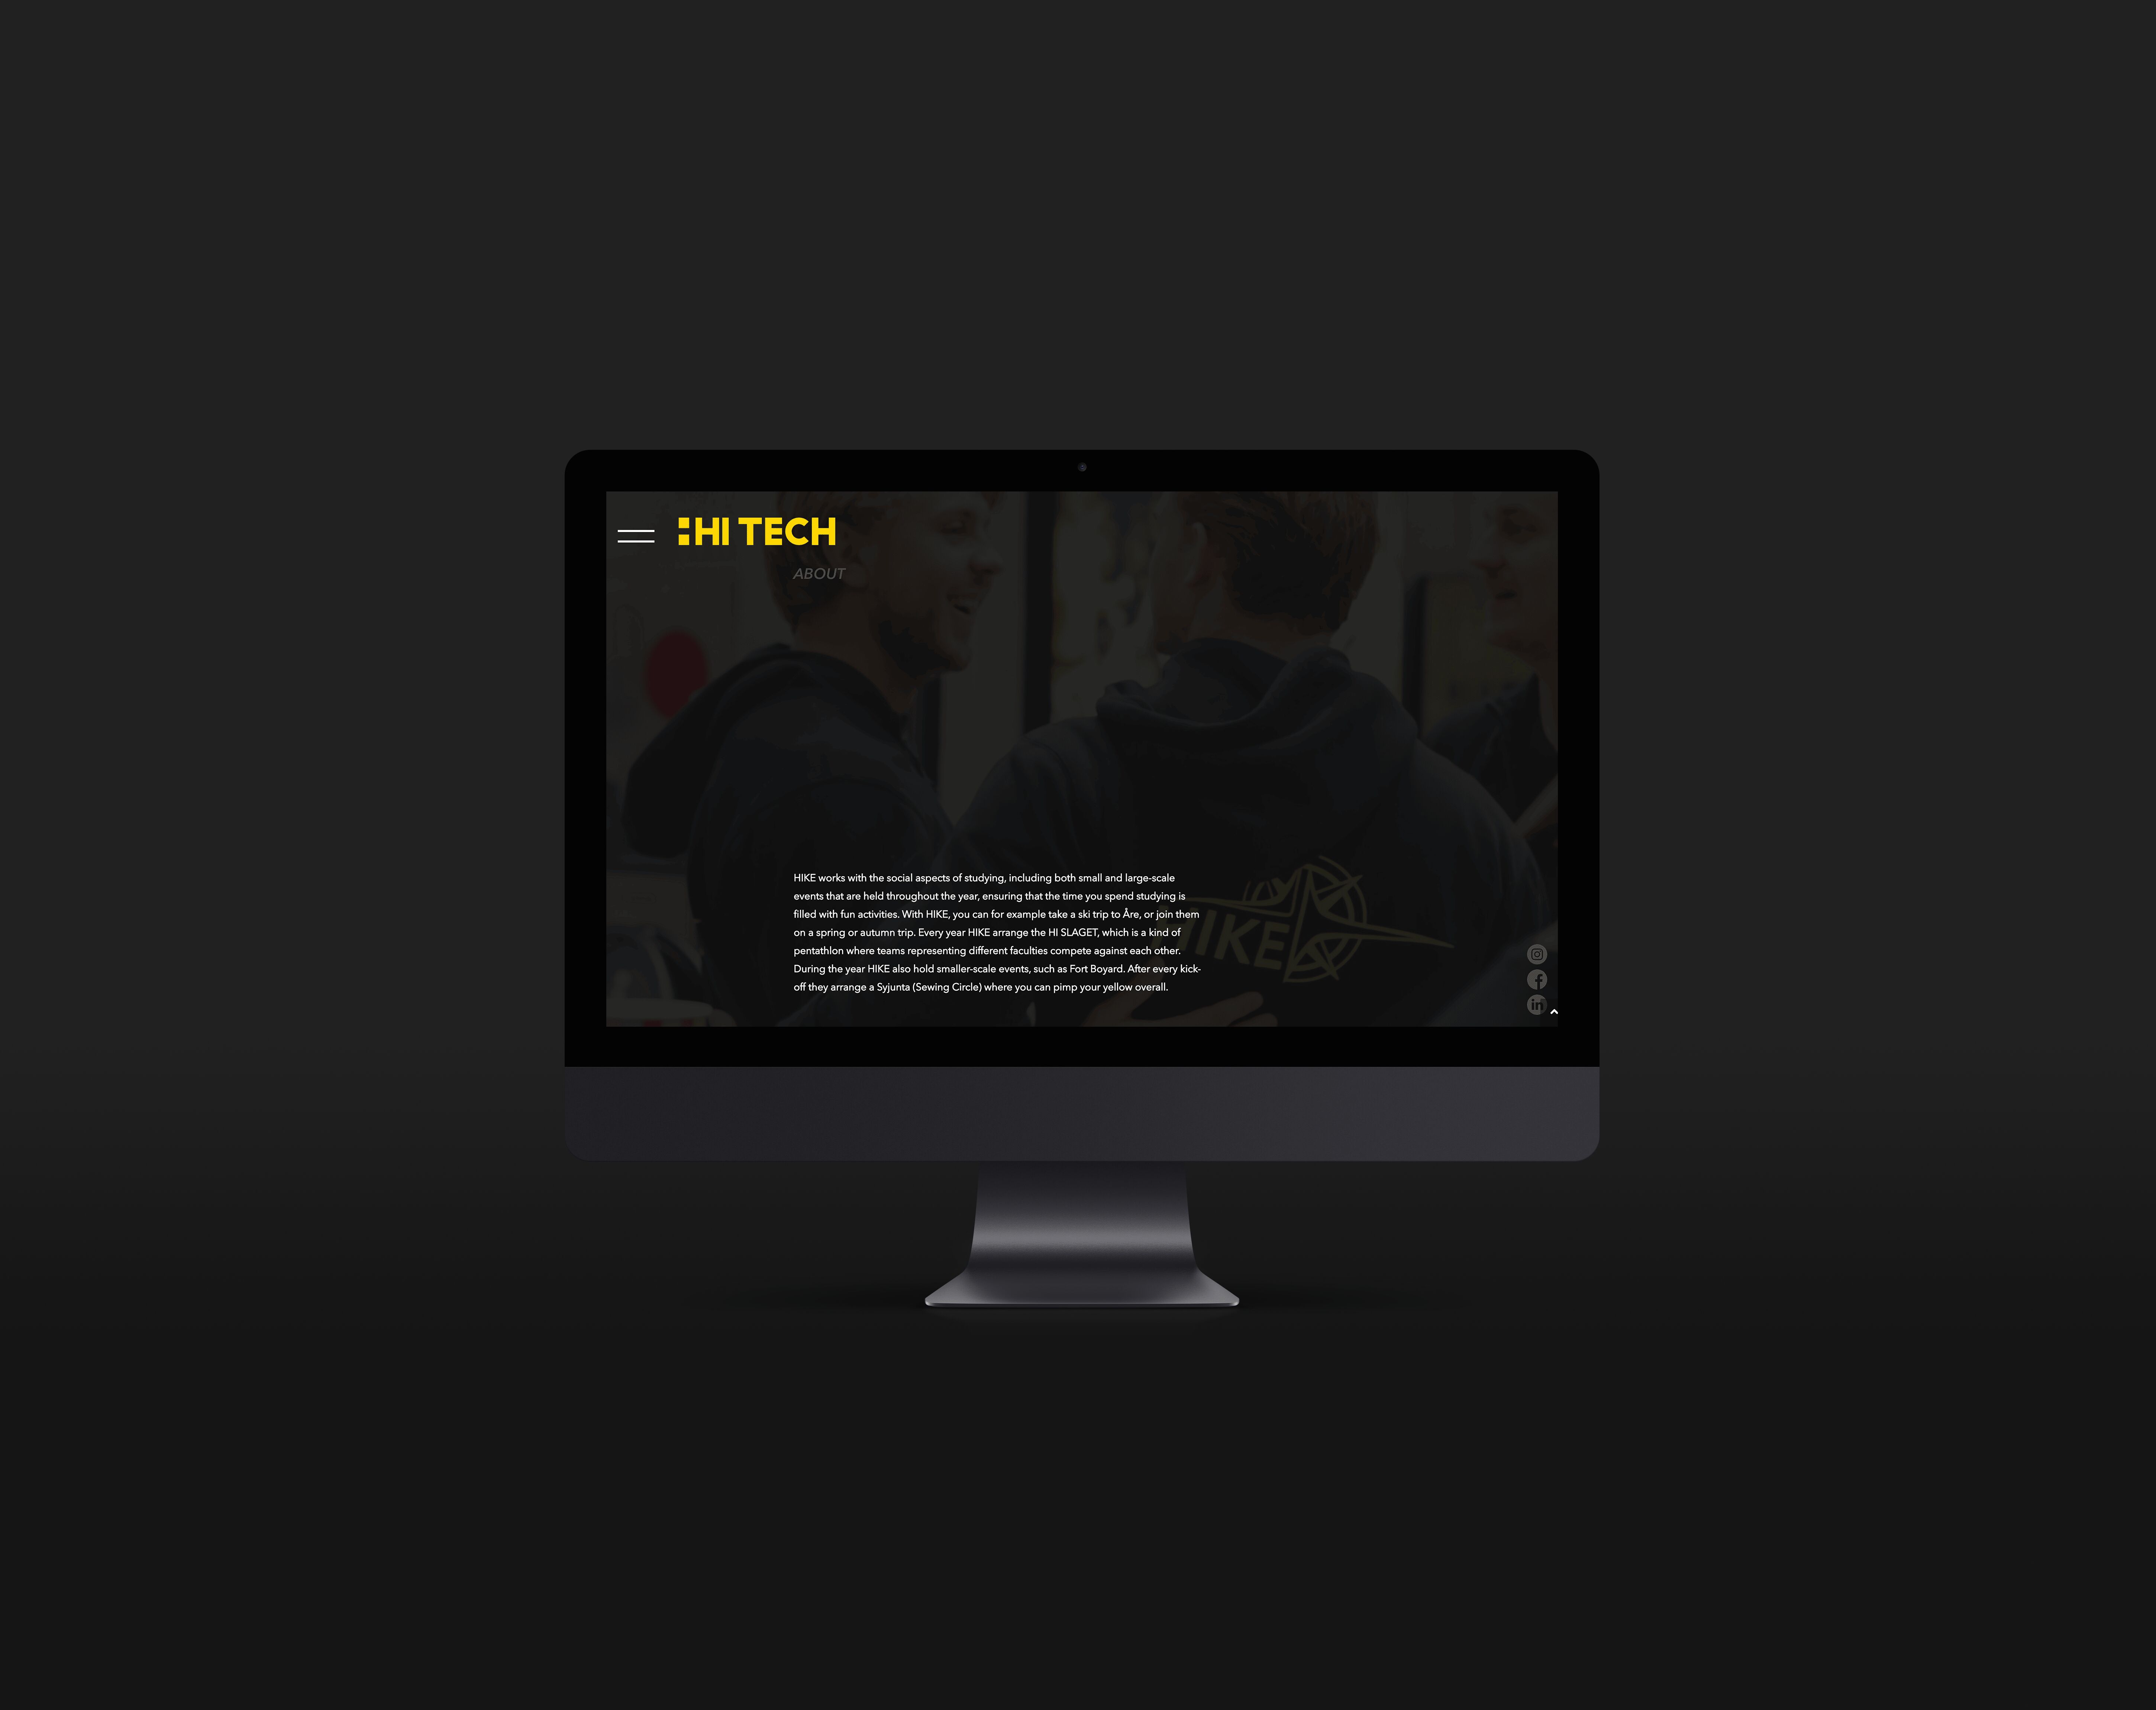 HI TECH
ABOUT
HIKE works with the social aspects of studying, including both small and large-scale
events that are held throughout the year, ensuring that the time you spend studying is
filled with fun activities. With HIKE, you can for example take a ski trip to Åre, or join them
on a spring or autumn trip. Every year HIKE arrange the HI SLAGET, which is a kind of
pentathlon where teams representing different faculties compete against each other.
During the year HIKE also hold smaller-scale events, such as Fort Boyard. After every kick-
off they arrange a Syjunta (Sewing Circle) where you can pimp your yellow overall.
HIKE
in